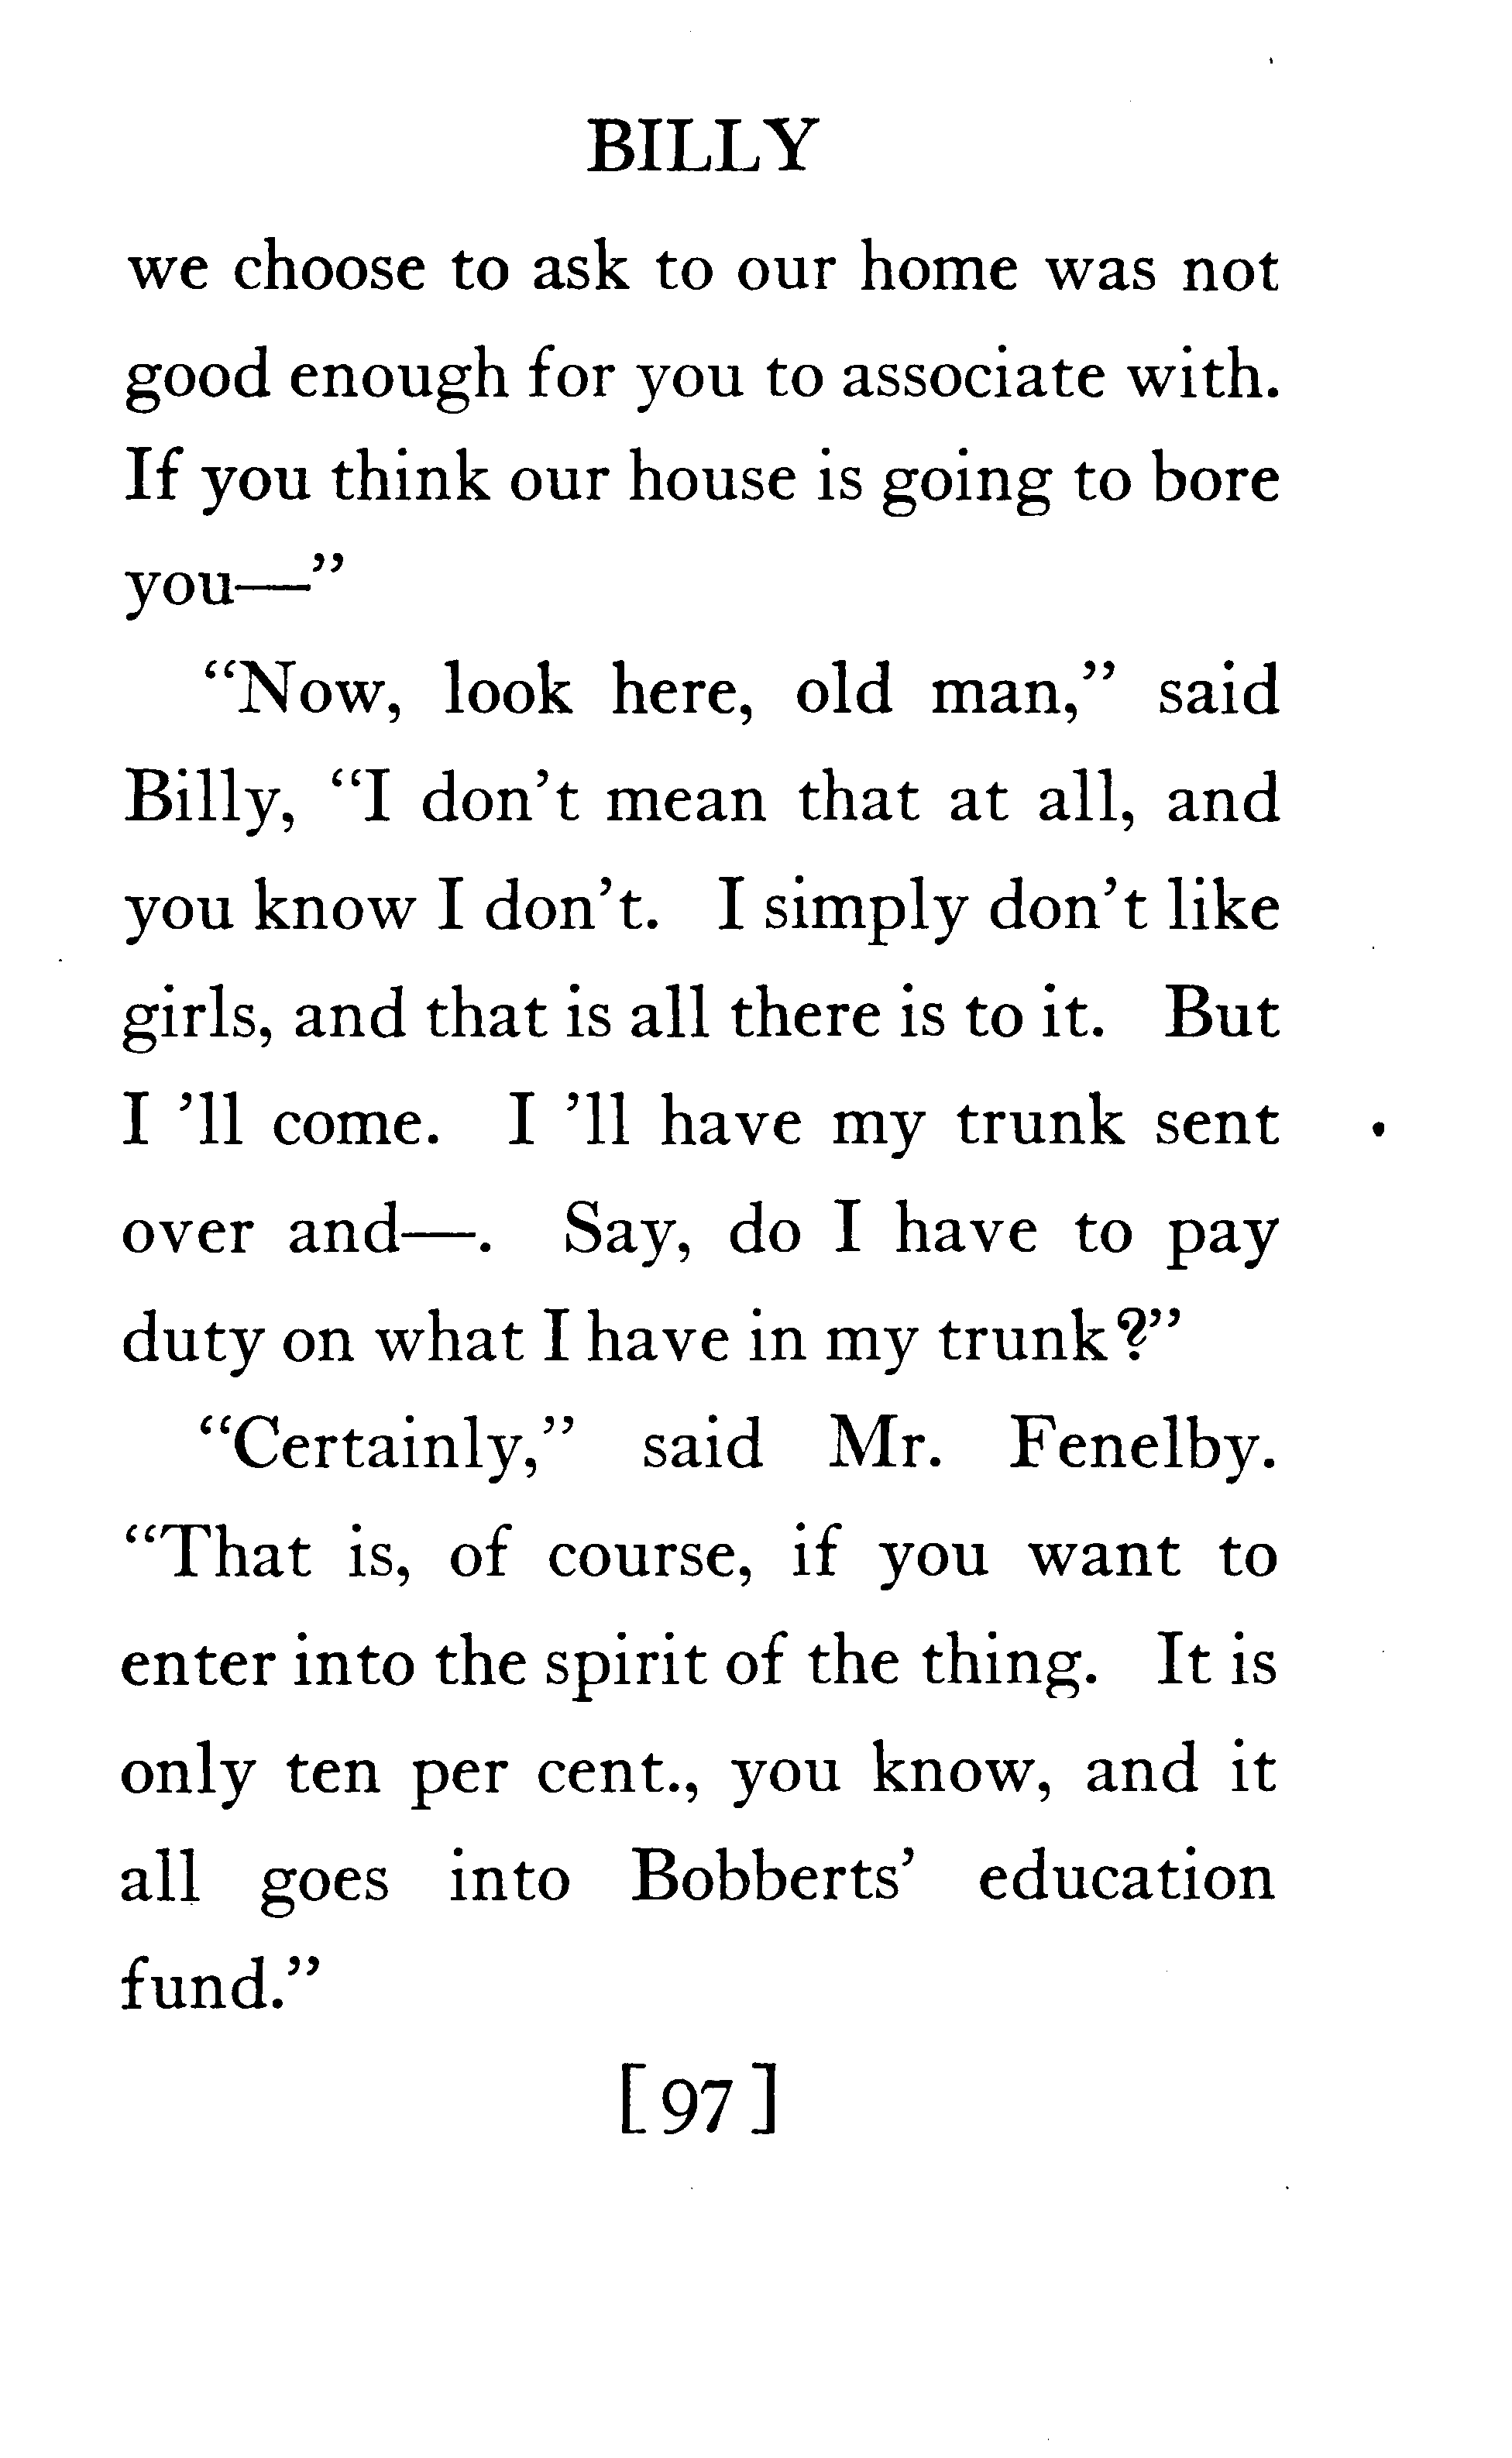 BILLY
we choose to ask to our home was not
good enough for you to associate with.
If you think our house is going to bore
you—”
“Now, look here, old man,” said
Billy, “I don’t mean that at all, and
you know I don’t. I simply don’t like
girls, and that is all there is to it. But
I ’ll come. I ’ll have my trunk sent
over and—. Say, do I have to pay
duty on what I have in my trunk?”
“Certainly,” said Mr. Fenelby.
“That is, of course, if you want to
enter into the spirit of the thing. It is
only ten per cent., you know, and it
all goes into Bobberts’ education
fund.”
[97]